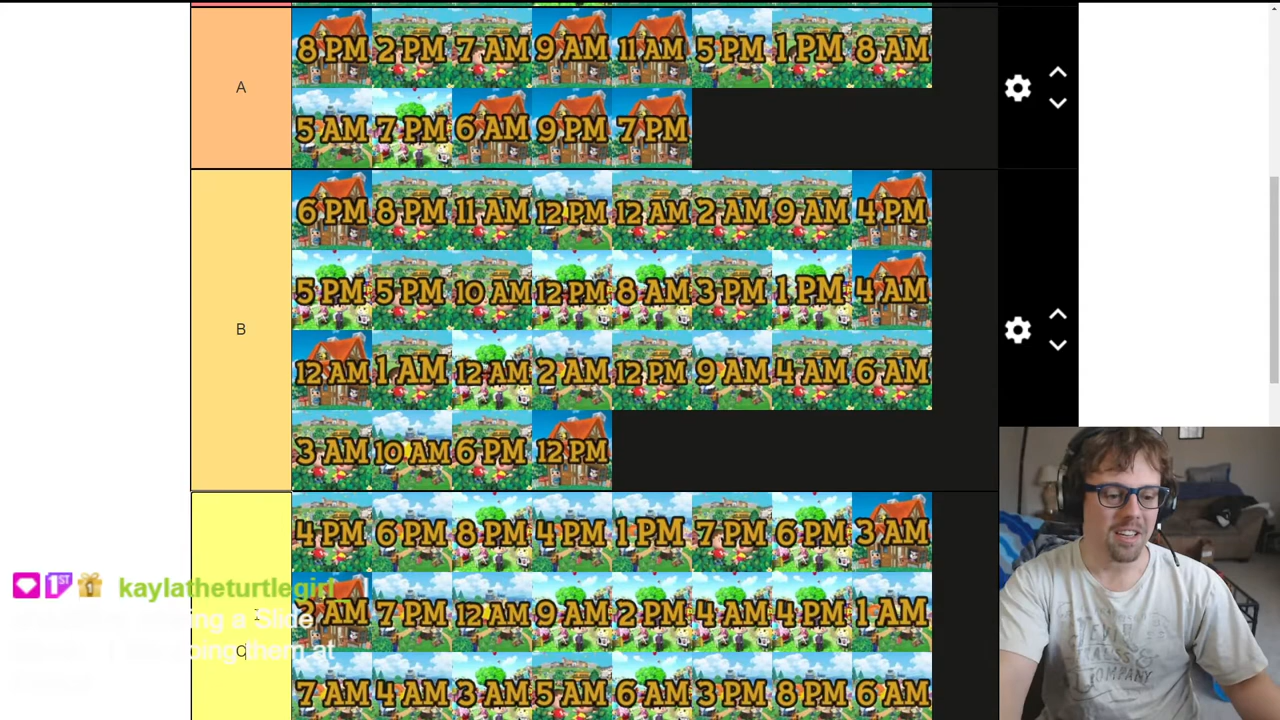 A
8 PM 2 PM 7 AM 9 AM 11 AM 5 PM 1 PM 8 AM
5 AM 7 PM 6 AM 9 PM 7 PM
B
6 PM 8 PM 11 AM 12 PM 12 AM 2 AM 9 AM 4 PM
5 PM 5 PM 10 AM 12 PM 8 AM 3 PM 1 PM 4 AM
12 AM 1 AM 12 AM 2 AM 12 PM 9 AM 4 AM 6 AM
3 AM 10 AM 6 PM 12 PM
4 PM 6 PM 8 PM 4 PM 1 PM 7 PM 6 PM 3 AM
AM 7 PM 12 AM 9 AM 2 PM 4 AM 4 PM 1 AM
C
7 AM 4 AM 3 AM 5 AM 6 AM 3 PM 8 PM 6 AM
1ST 1 kaylatheturtlegirl
a Slide
them at
COMPANY